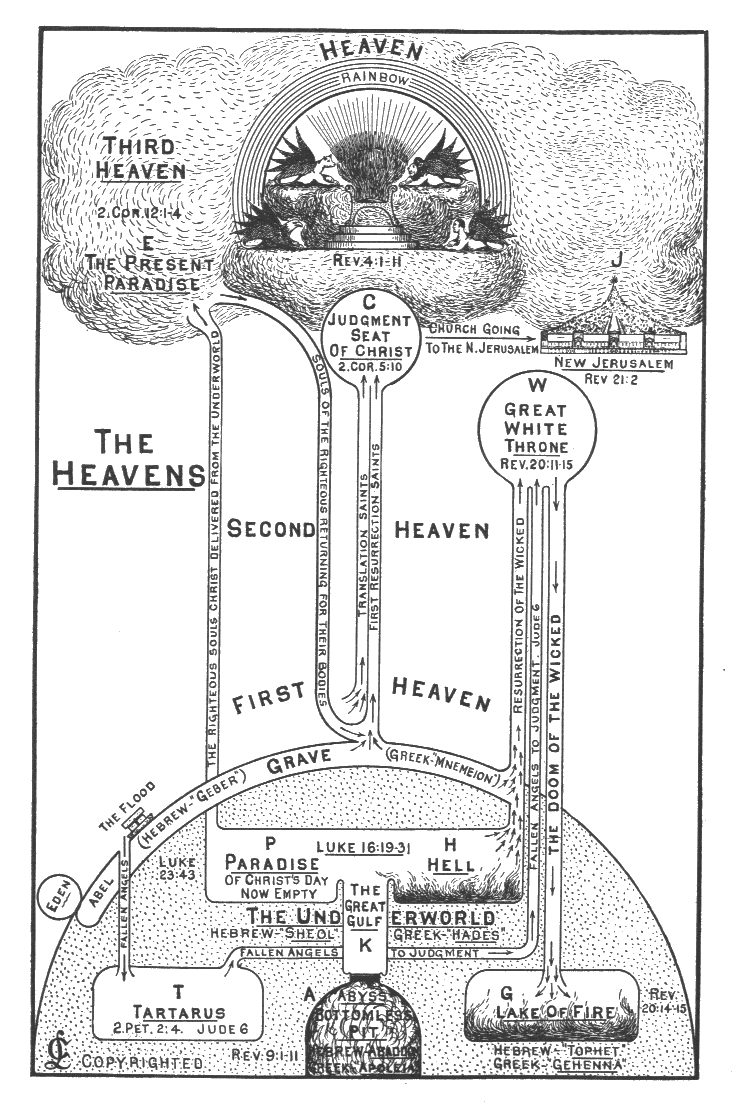 HEAVEN
RAINBOW
THIRD
HEAVEN
2.COR.12:1-4
E
THE PRESENT
PARADISE
REV.4:1-11
J
C
JUDGMENT
SEAT
OF CHRIST
2.COR.5:10
CHURCH GOING
TO THE N.JERUSALEM
NEW JERUSALEM
REV 21:2
W
GREAT
WHITE
THRONE
REV.20:11-15
THE
HEAVENS
SECOND HEAVEN
FIRST HEAVEN
THE RIGHTEOUS SOULS CHRIST DELIVERED FROM THE UNDERWORLD
SOULS OF THE RIGHTEOUS RETURNING FOR THEIR BODIES
TRANSLATION SAINTS
FIRST RESURRECTION SAINTS
RESURRECTION OF THE WICKED
FALLEN ANGELS TO JUDGMENT. JUDE 6
THE DOOM OF THE WICKED
THE FLOOD
(HEBREW-"GEBER") GRAVE (GREEK-"MNEMEION")
EDEN
ABEL
FALLEN ANGELS
LUKE
23:43
P
PARADISE
OF CHRIST'S DAY
NOW EMPTY
LUKE 16:19-31
H
HELL
THE
GREAT
GULF
K
THE UNDERWORLD
HEBREW-"SHEOL" GREEK-"HADES"
FALLEN ANGELS TO JUDGMENT
T
TARTARUS
2.PET. 2:4. JUDE 6
A
ABYSS
BOTTOMLESS
PIT
HEBREW-ABADDON
GREEK-APOLEIA
REV.9:1-11
G
LAKE OF FIRE
REV.
20:14-15
HEBREW-"TOPHET"
GREEK-"GEHENNA"
CL
COPYRIGHTED